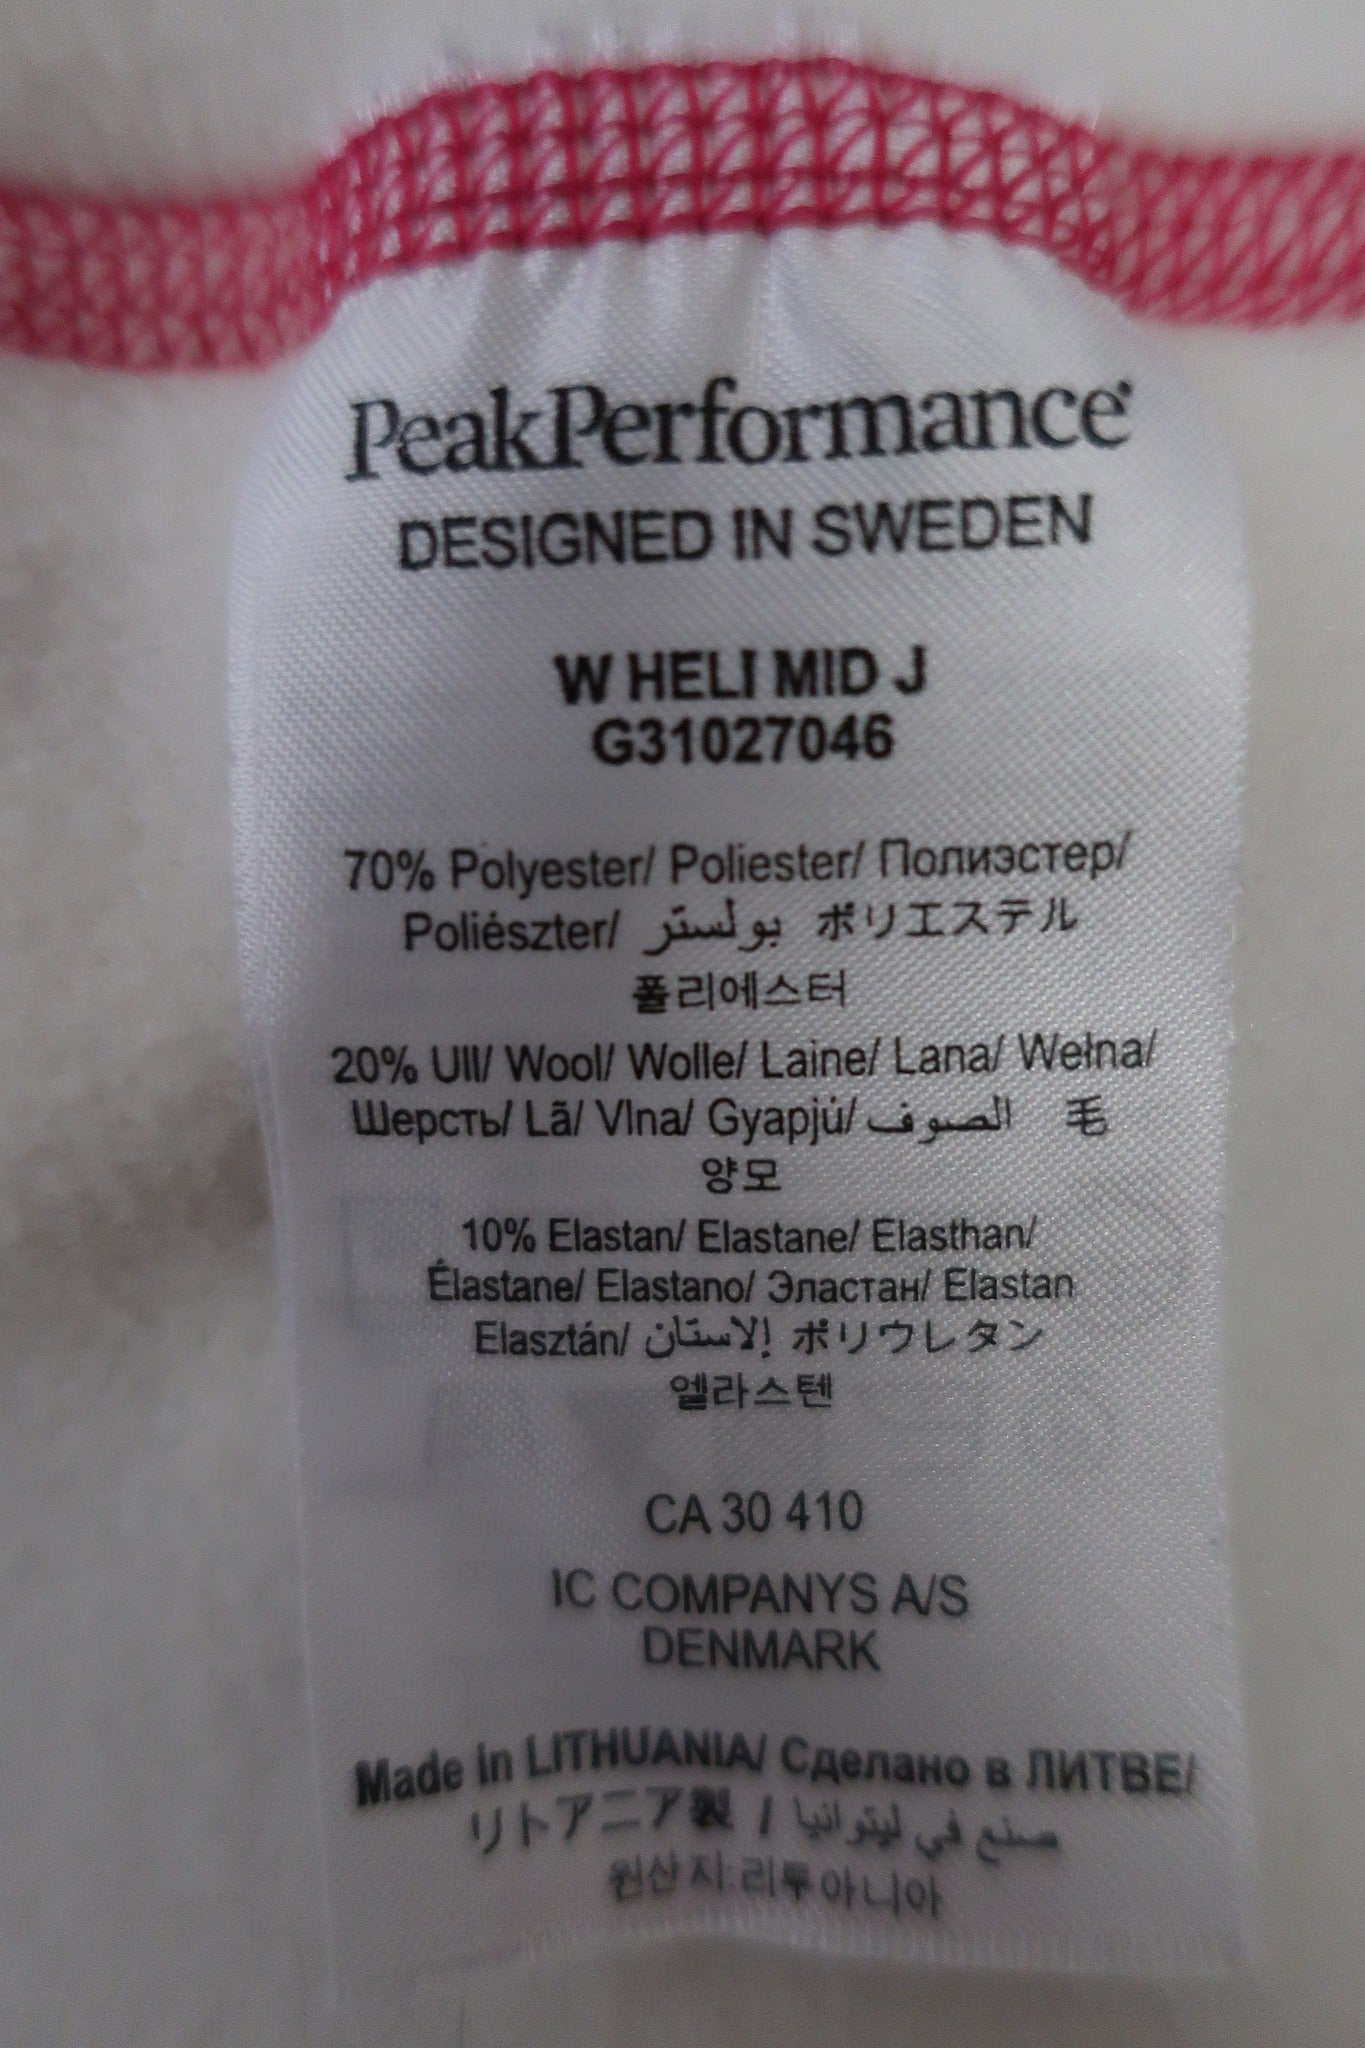 PeakPerformance
DESIGNED IN SWEDEN
W HELI MID J
G31027046
70% Polyester/ Poliester/ Полиэстер/
Poliészter/ بولستر ポリエステル
폴리에스터
20% Ull/ Wool/ Wolle/ Laine/ Lana/ Wełna/
Шерсть/ Lã/ Vlna/ Gyapjú/ الصوف 毛
양모
10% Elastan/ Elastane/ Elasthan/
Élastane/ Elastano/ Эластан/ Elastan
Elasztán/ إلاستان ポリウレタン
엘라스텐
CA 30 410
IC COMPANYS A/S
DENMARK
Made in LITHUANIA/ Сделано в ЛИТВЕ/
リトアニア製 / صنع في ليتوانيا
원산지:리투아니아